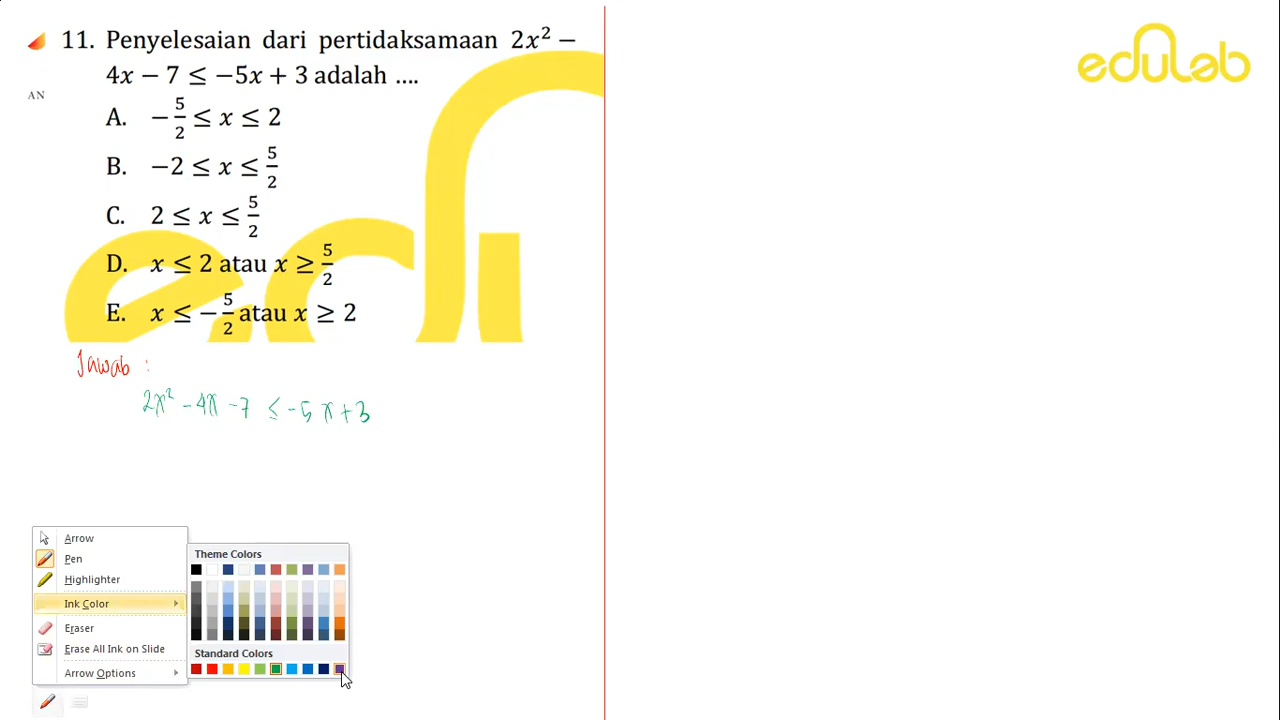 edulab
11. Penyelesaian dari pertidaksamaan 2x² −
4x − 7 ≤ −5x + 3 adalah ....
AN
A. −5/2 ≤ x ≤ 2
B. −2 ≤ x ≤ 5/2
C. 2 ≤ x ≤ 5/2
D. x ≤ 2 atau x ≥ 5/2
E. x ≤ −5/2 atau x ≥ 2
Jawab :
2x² - 4x - 7 ≤ -5x + 3
Arrow
Pen
Highlighter
Ink Color
Eraser
Erase All Ink on Slide
Arrow Options
Theme Colors
Standard Colors